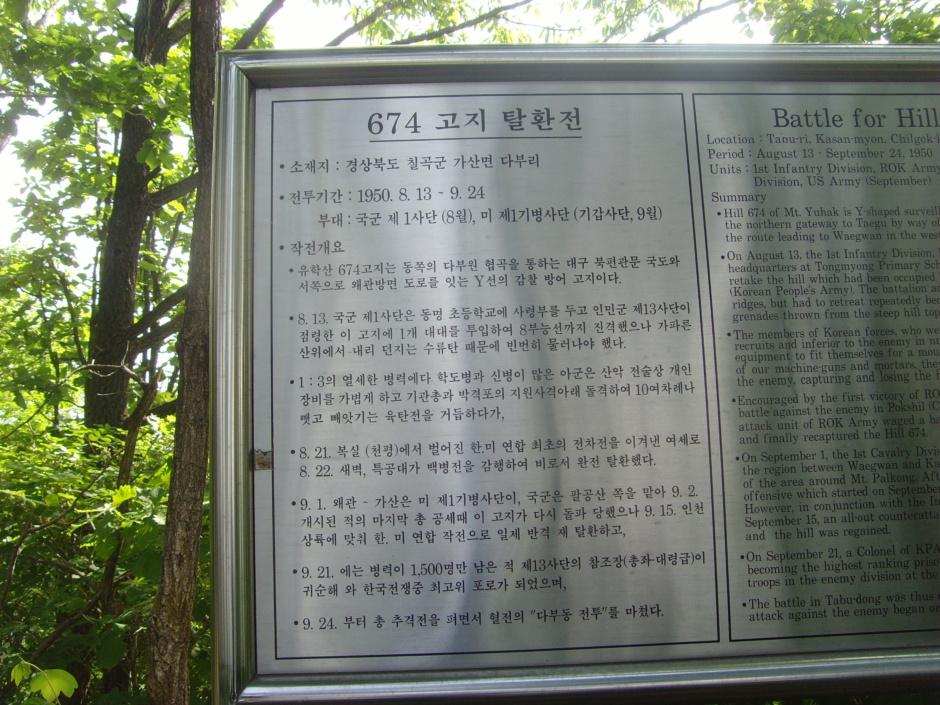 674 고지 탈환전
• 소재지 : 경상북도 칠곡군 가산면 다부리
• 전투기간 : 1950. 8. 13 - 9. 24
부대 : 국군 제 1사단 (8월), 미 제1기병사단 (기갑사단, 9월)
• 작전개요
• 유학산 674고지는 동쪽의 다부원 협곡을 통하는 대구 북편관문 국도와
서쪽으로 왜관방면 도로를 잇는 Y선의 감찰 방어 고지이다.
• 8. 13. 국군 제1사단은 동명 초등학교에 사령부를 두고 인민군 제13사단이
점령한 이 고지에 1개 대대를 투입하여 8부능선까지 진격했으나 가파른
산위에서 내리 던지는 수류탄 때문에 빈번히 물러나야 했다.
• 1 : 3의 열세한 병력에다 학도병과 신병이 많은 아군은 산악 전술상 개인
장비를 가볍게 하고 기관총과 박격포의 지원사격아래 돌격하여 10여차례나
뺏고 빼앗기는 육탄전을 거듭하다가,
• 8. 21. 복실 (천평)에서 벌어진 한.미 연합 최초의 전차전을 이겨낸 여세로
8. 22. 새벽, 특공대가 백병전을 감행하여 비로서 완전 탈환했다.
• 9. 1. 왜관 - 가산은 미 제1기병사단이, 국군은 팔공산 쪽을 맡아 9. 2.
개시된 적의 마지막 총 공세때 이 고지가 다시 돌파 당했으나 9. 15. 인천
상륙에 맞춰 한. 미 연합 작전으로 일제 반격 재 탈환하고,
• 9. 21. 에는 병력이 1,500명만 남은 적 제13사단의 참조장(총좌·대령급)이
귀순해 와 한국전쟁중 최고위 포로가 되었으며,
• 9. 24. 부터 총 추격전을 펴면서 혈전의 "다부동 전투"를 마쳤다.
Battle for Hill
Location : Tabu-ri, Kasan-myon, Chilgok-
Period : August 13 - September 24, 1950
Units : 1st Infantry Division, ROK Army
Division, US Army (September)
Summary
• Hill 674 of Mt. Yuhak is Y-shaped surveil
the northern gateway to Taegu by way of
the route leading to Waegwan in the west
• On August 13, the 1st Infantry Division,
headquarters at Tongmyong Primary Sch
retake the hill which had been occupied
(Korean People's Army). The battalion a
ridges, but had to retreat repeatedly bec
grenades thrown from the steep hill top
• The members of Korean forces, who we
recruits and inferior to the enemy in n
equipment to fit themselves for a mou
of our machine-guns and mortars, they
the enemy, capturing and losing the h
• Encouraged by the first victory of RO
battle against the enemy in Pokshil (C
attack unit of ROK Army waged a ba
and finally recaptured the Hill 674.
• On September 1, the 1st Cavalry Divi
the region between Waegwan and Ka
of the area around Mt. Palkong. Aft
offensive which started on September
However, in conjunction with the In
September 15, an all-out counteratta
and the hill was regained.
• On September 21, a Colonel of KPA
becoming the highest ranking priso
troops in the enemy division at the
• The battle in Tabu-dong was thus
attack against the enemy began on